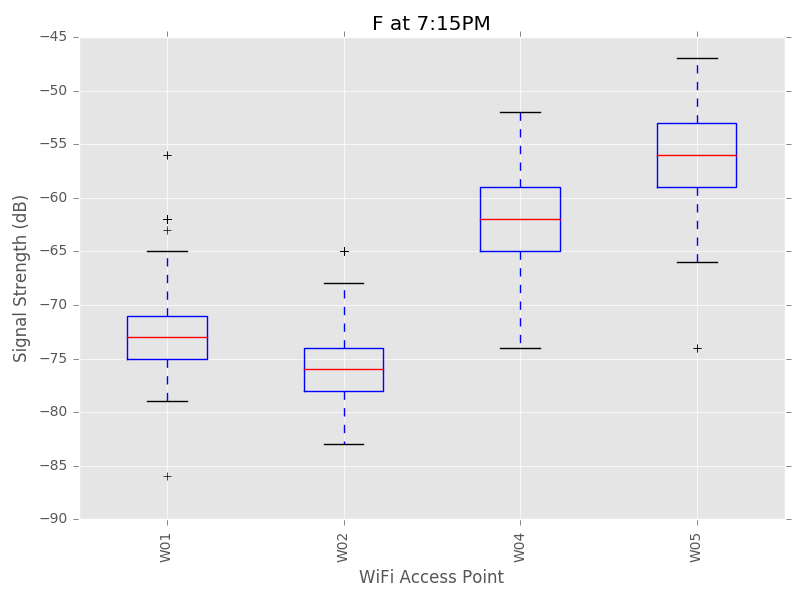 F at 7:15PM
−45
−50
−55
−60
−65
−70
−75
−80
−85
−90
Signal Strength (dB)
W01
W02
W04
W05
WiFi Access Point